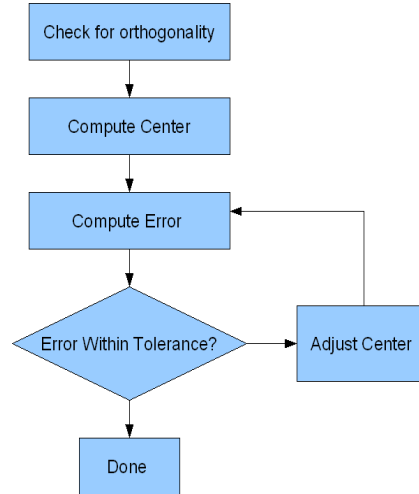 Check for orthogonality
Compute Center
Compute Error
Error Within Tolerance?
Adjust Center
Done